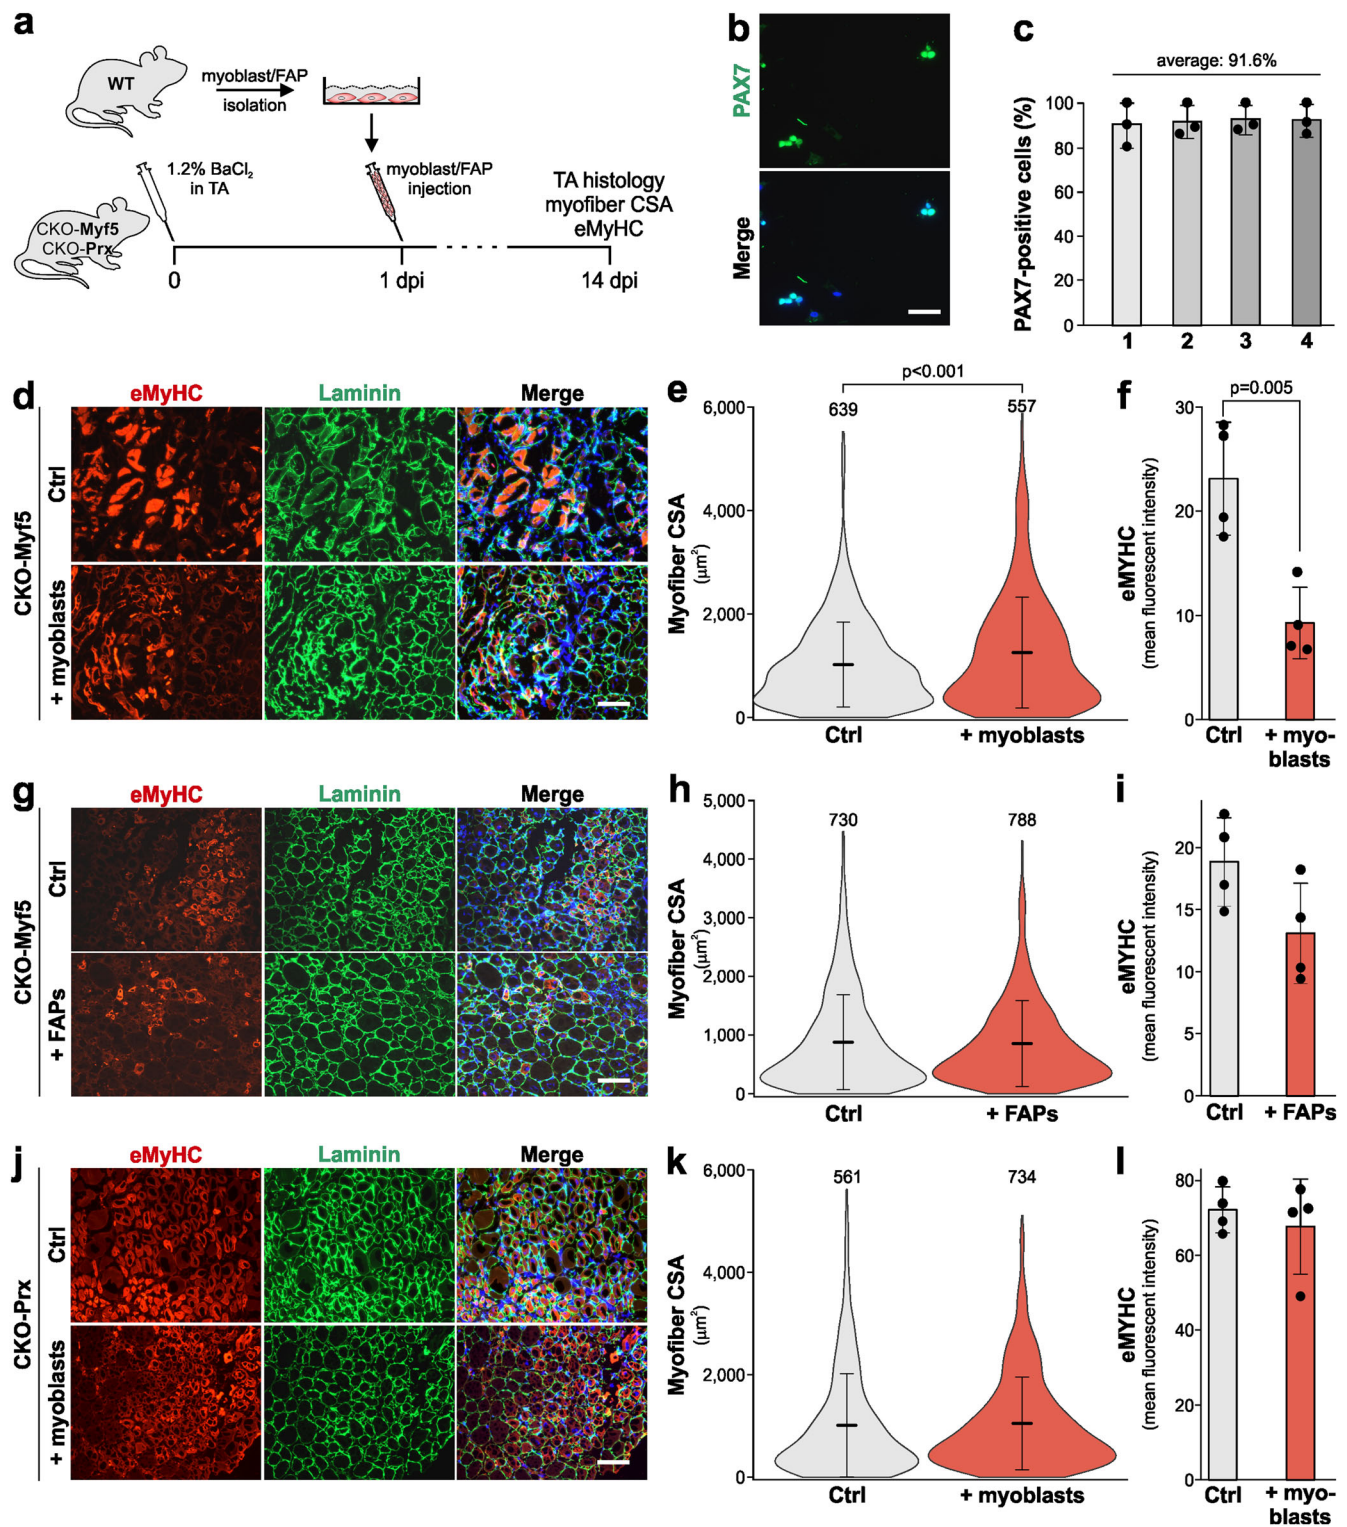 a
WT
myoblast/FAP
isolation
1.2% BaCl2
in TA
myoblast/FAP
injection
TA histology
myofiber CSA
eMyHC
CKO-Myf5
CKO-Prx
0
1 dpi
14 dpi
b
PAX7
Merge
c
average: 91.6%
PAX7-positive cells (%)
100
80
60
40
20
0
1
2
3
4
d
eMyHC
Laminin
Merge
CKO-Myf5
Ctrl
+ myoblasts
e
p<0.001
639
557
Myofiber CSA
(µm2)
6,000
4,000
2,000
0
Ctrl
+ myoblasts
f
p=0.005
eMYHC
(mean fluorescent intensity)
30
20
10
0
Ctrl
+ myo-
blasts
g
eMyHC
Laminin
Merge
CKO-Myf5
Ctrl
+ FAPs
h
730
788
Myofiber CSA
(µm2)
5,000
4,000
3,000
2,000
1,000
0
Ctrl
+ FAPs
i
eMYHC
(mean fluorescent intensity)
20
15
10
5
0
Ctrl
+ FAPs
j
eMyHC
Laminin
Merge
CKO-Prx
Ctrl
+ myoblasts
k
561
734
Myofiber CSA
(µm2)
6,000
4,000
2,000
0
Ctrl
+ myoblasts
l
eMYHC
(mean fluorescent intensity)
80
60
40
20
0
Ctrl
+ myo-
blasts